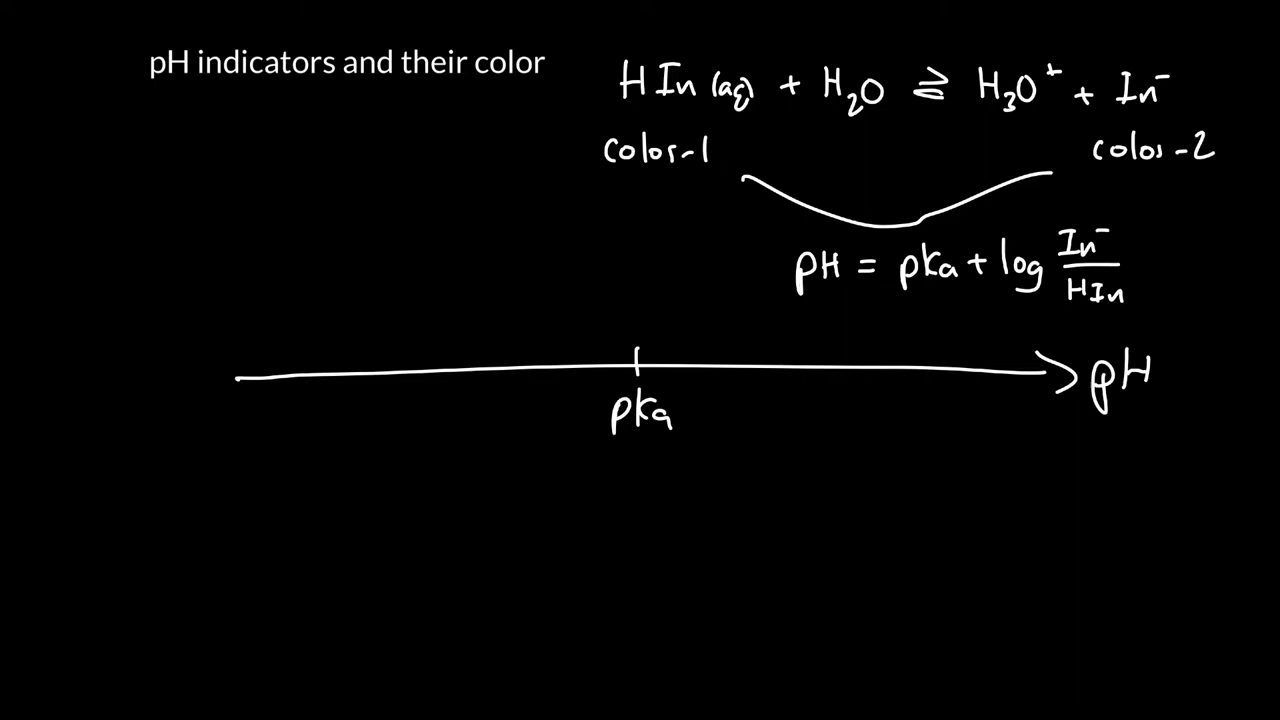 pH indicators and their color
HIn (aq) + H₂O ⇌ H₃O⁺ + In⁻
color-1 color-2
pH = pka + log In⁻/HIn
pH
pka